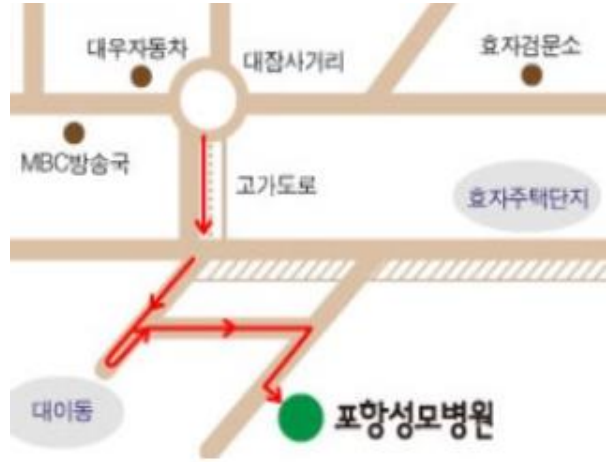 대우자동차
대잠사거리
효자검문소
MBC방송국
고가도로
효자주택단지
대이동
포항성모병원